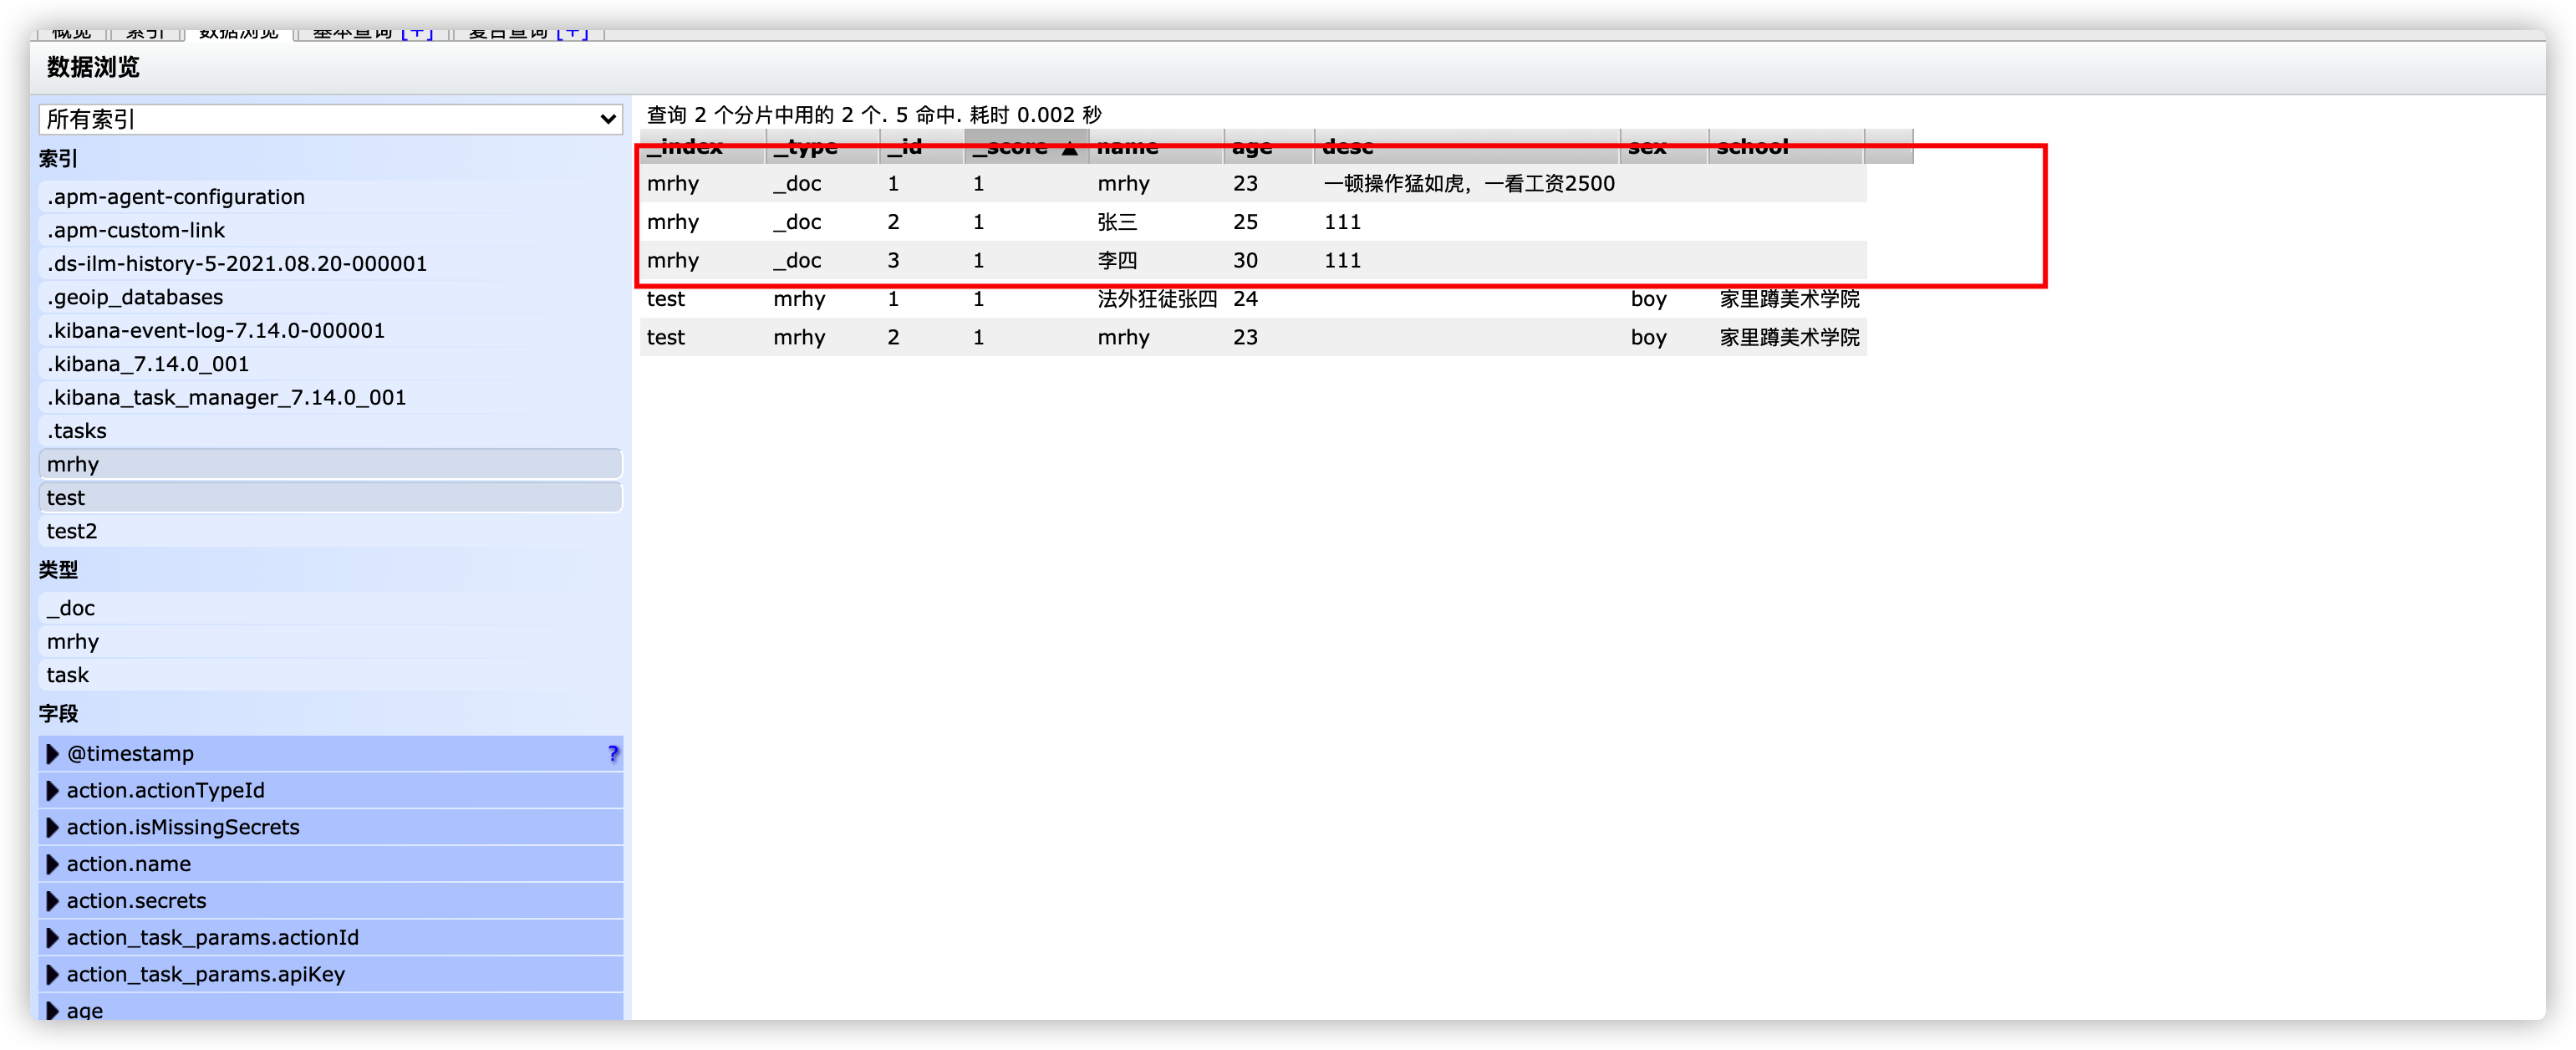 概览 索引 数据浏览 基本查询 [+] 复合查询 [+]
数据浏览
所有索引
索引
.apm-agent-configuration
.apm-custom-link
.ds-ilm-history-5-2021.08.20-000001
.geoip_databases
.kibana-event-log-7.14.0-000001
.kibana_7.14.0_001
.kibana_task_manager_7.14.0_001
.tasks
mrhy
test
test2
类型
_doc
mrhy
task
字段
@timestamp ?
action.actionTypeId
action.isMissingSecrets
action.name
action.secrets
action_task_params.actionId
action_task_params.apiKey
age
查询 2 个分片中用的 2 个. 5 命中. 耗时 0.002 秒
_index _type _id _score ▲ name age desc sex school
mrhy _doc 1 1 mrhy 23 一顿操作猛如虎，一看工资2500
mrhy _doc 2 1 张三 25 111
mrhy _doc 3 1 李四 30 111
test mrhy 1 1 法外狂徒张四 24 boy 家里蹲美术学院
test mrhy 2 1 mrhy 23 boy 家里蹲美术学院